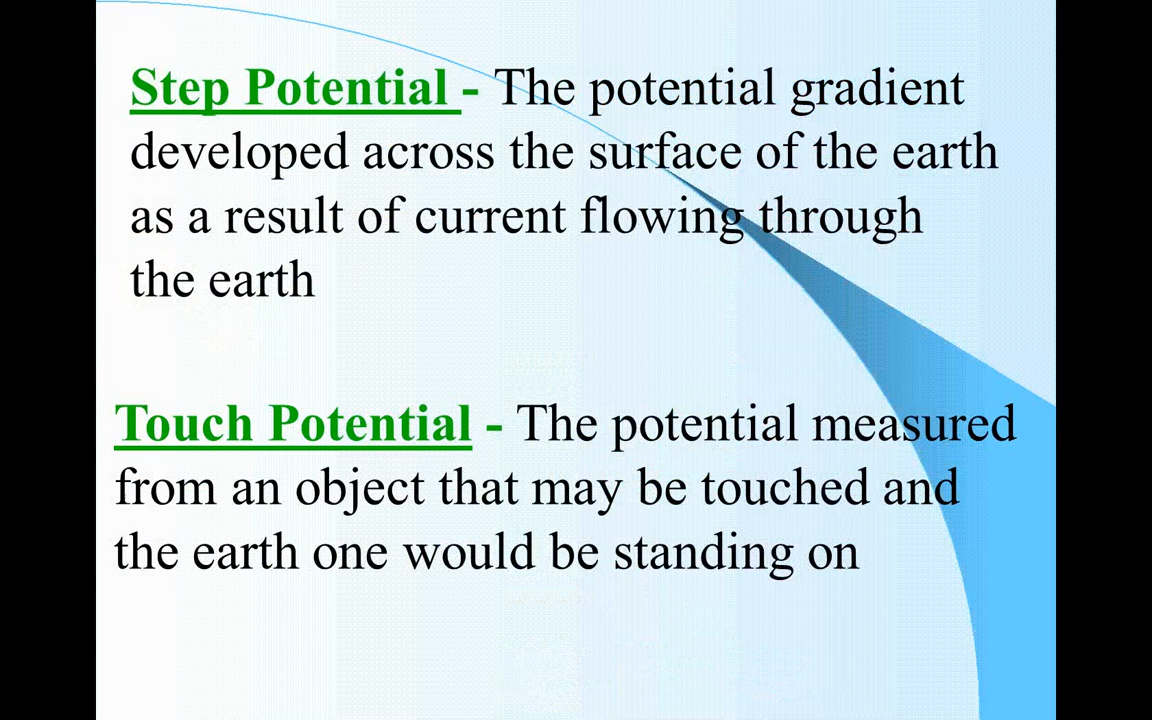 Step Potential - The potential gradient
developed across the surface of the earth
as a result of current flowing through
the earth
Touch Potential - The potential measured
from an object that may be touched and
the earth one would be standing on